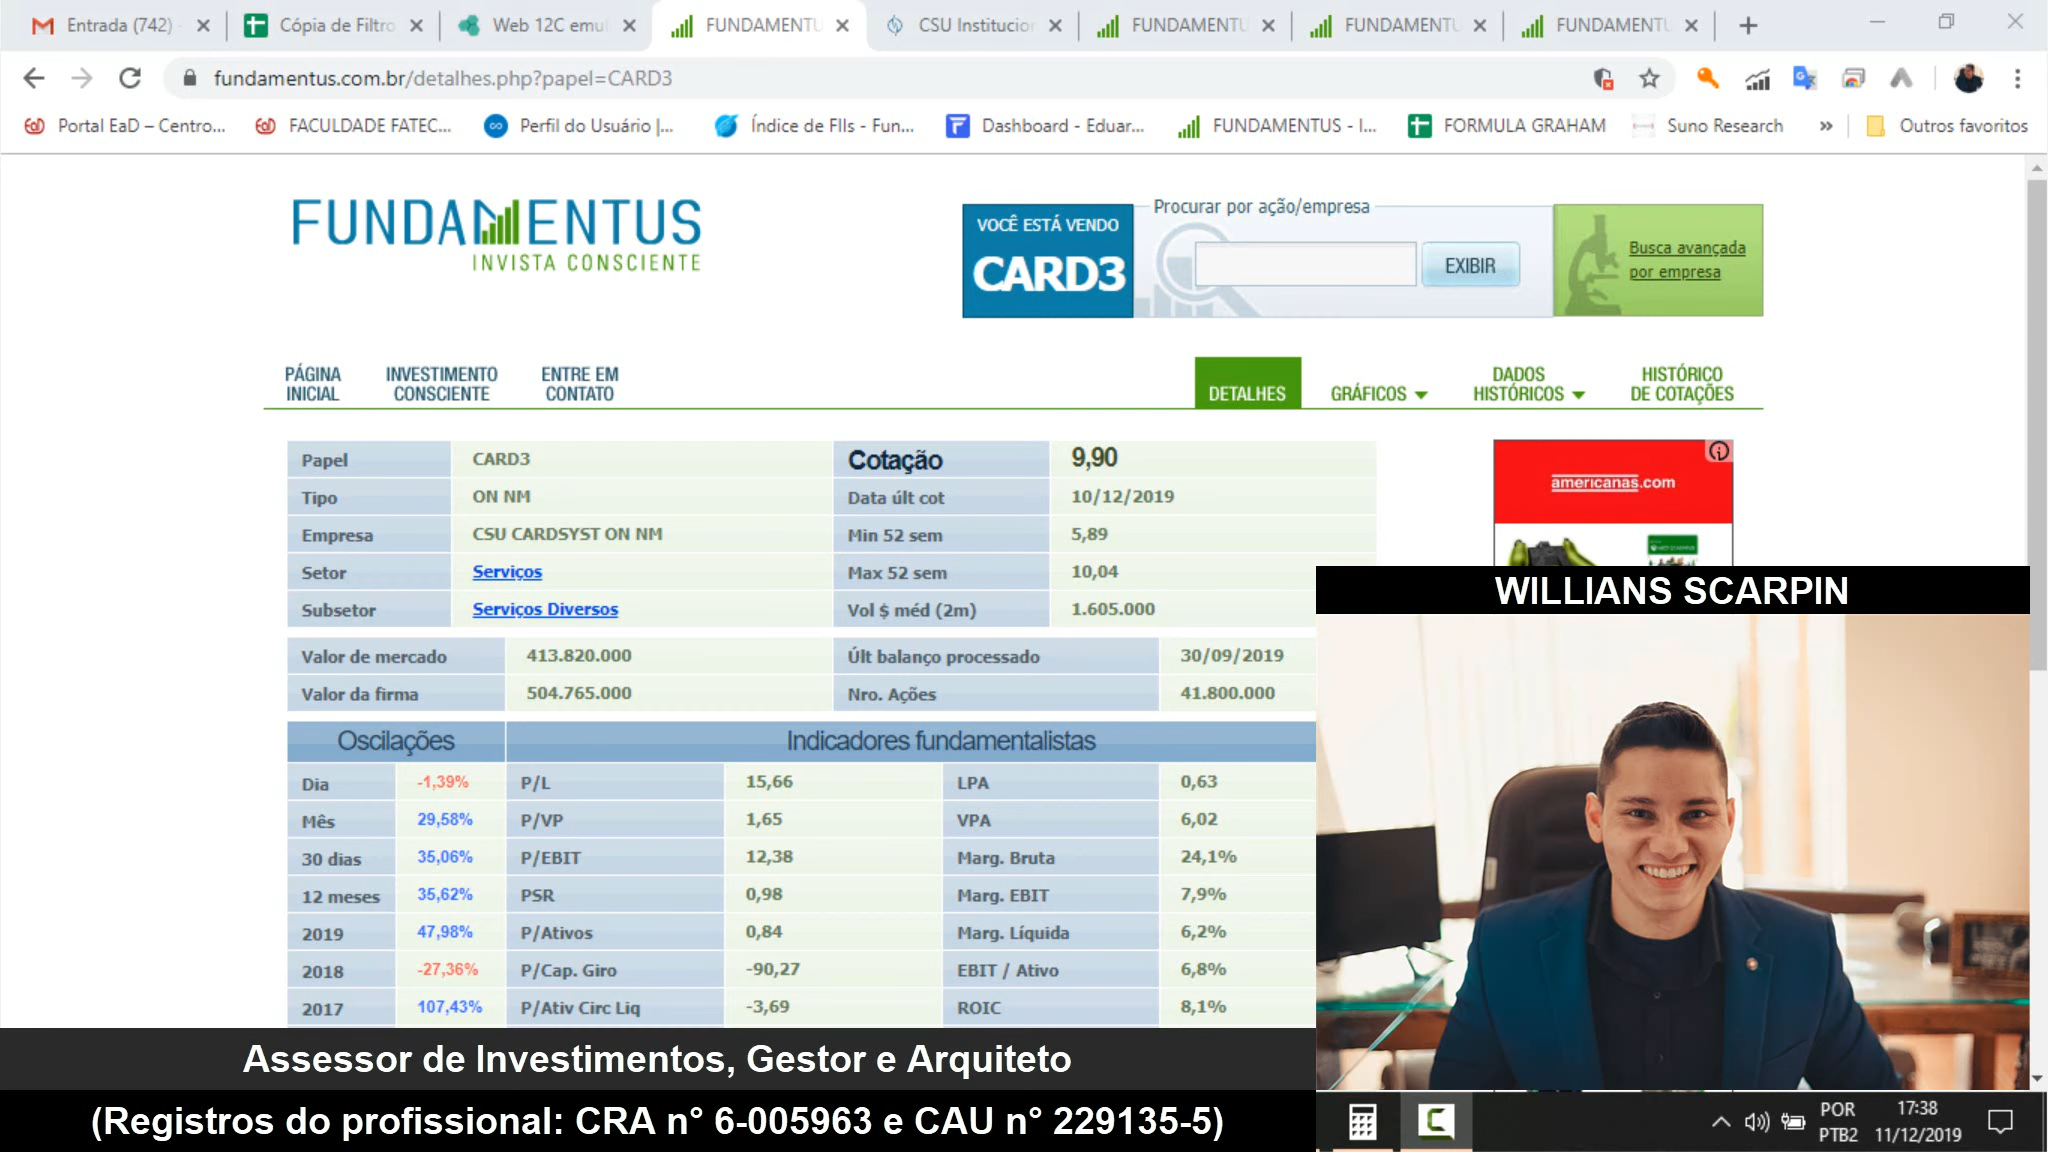 Entrada (742) -
Cópia de Filtro
Web 12C emul
FUNDAMENTU
CSU Institucion
FUNDAMENTU
FUNDAMENTU
FUNDAMENTU
fundamentus.com.br/detalhes.php?papel=CARD3
Portal EaD – Centro...
FACULDADE FATEC...
Perfil do Usuário |...
Índice de FIIs - Fun...
Dashboard - Eduar...
FUNDAMENTUS - I...
FORMULA GRAHAM
Suno Research
»
Outros favoritos
FUNDAMENTUS
INVISTA CONSCIENTE
VOCÊ ESTÁ VENDO
CARD3
Procurar por ação/empresa
EXIBIR
Busca avançada
por empresa
PÁGINA
INICIAL
INVESTIMENTO
CONSCIENTE
ENTRE EM
CONTATO
DETALHES
GRÁFICOS
DADOS
HISTÓRICOS
HISTÓRICO
DE COTAÇÕES
Papel CARD3 Cotação 9,90
Tipo ON NM Data últ cot 10/12/2019
Empresa CSU CARDSYST ON NM Min 52 sem 5,89
Setor Serviços Max 52 sem 10,04
Subsetor Serviços Diversos Vol $ méd (2m) 1.605.000
Valor de mercado 413.820.000 Últ balanço processado 30/09/2019
Valor da firma 504.765.000 Nro. Ações 41.800.000
Oscilações Indicadores fundamentalistas
Dia -1,39% P/L 15,66 LPA 0,63
Mês 29,58% P/VP 1,65 VPA 6,02
30 dias 35,06% P/EBIT 12,38 Marg. Bruta 24,1%
12 meses 35,62% PSR 0,98 Marg. EBIT 7,9%
2019 47,98% P/Ativos 0,84 Marg. Líquida 6,2%
2018 -27,36% P/Cap. Giro -90,27 EBIT / Ativo 6,8%
2017 107,43% P/Ativ Circ Liq -3,69 ROIC 8,1%
americanas.com
WILLIANS SCARPIN
Assessor de Investimentos, Gestor e Arquiteto
(Registros do profissional: CRA n° 6-005963 e CAU n° 229135-5)
POR
PTB2
17:38
11/12/2019